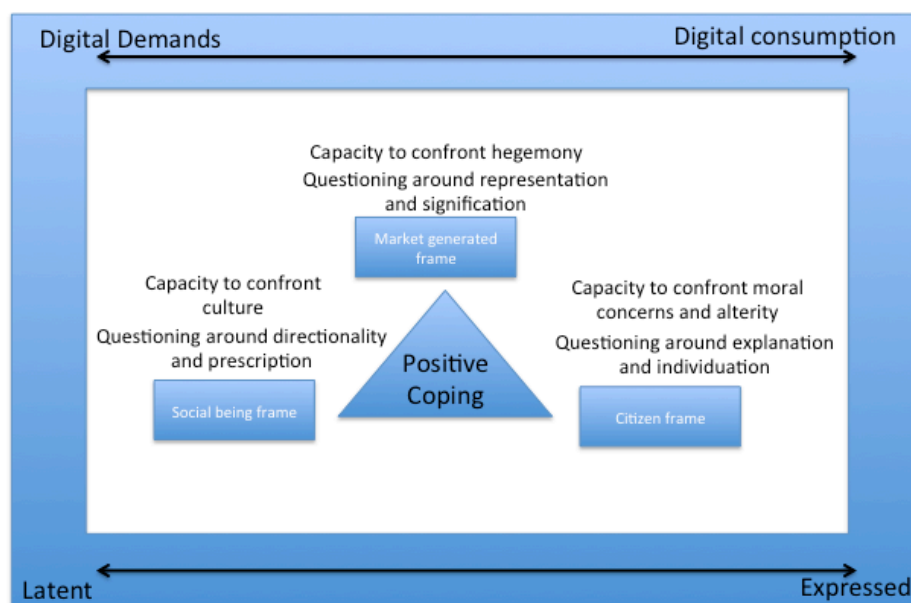 Digital Demands
Digital consumption
Capacity to confront hegemony
Questioning around representation
and signification
Market generated
frame
Capacity to confront
culture
Questioning around directionality
and prescription
Social being frame
Positive
Coping
Capacity to confront moral
concerns and alterity
Questioning around explanation
and individuation
Citizen frame
Latent
Expressed